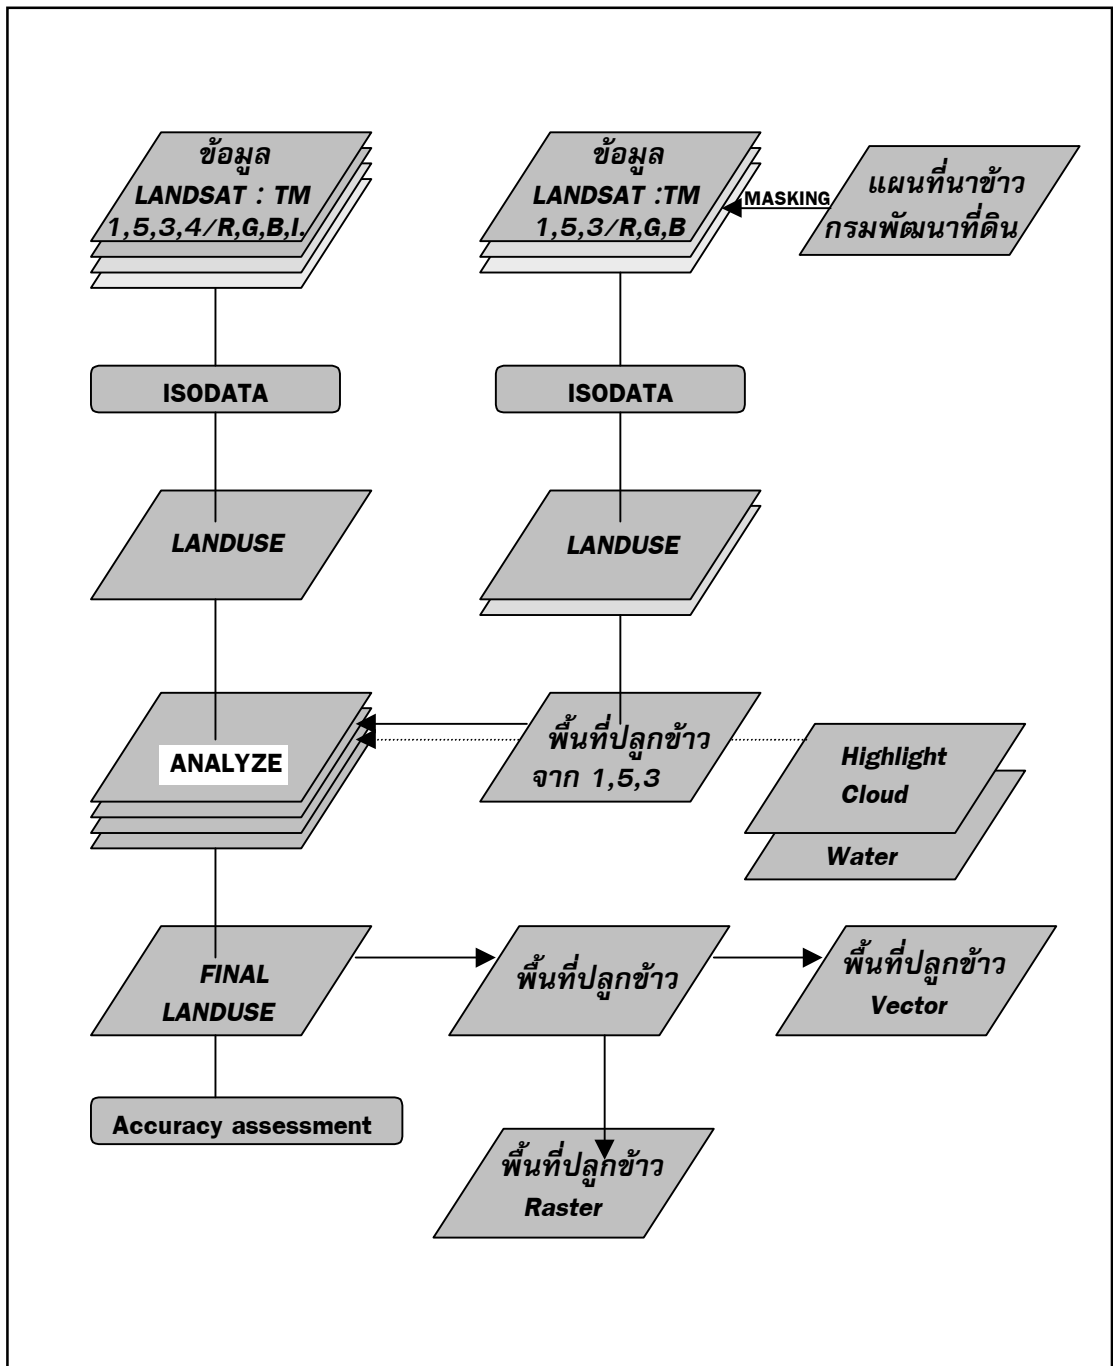 ข้อมูล
LANDSAT : TM
1,5,3,4/R,G,B,I.
ข้อมูล
LANDSAT :TM
1,5,3/R,G,B
MASKING
แผนที่นาข้าว
กรมพัฒนาที่ดิน
ISODATA
ISODATA
LANDUSE
LANDUSE
ANALYZE
พื้นที่ปลูกข้าว
จาก 1,5,3
Highlight
Cloud
Water
FINAL
LANDUSE
พื้นที่ปลูกข้าว
พื้นที่ปลูกข้าว
Vector
Accuracy assessment
พื้นที่ปลูกข้าว
Raster